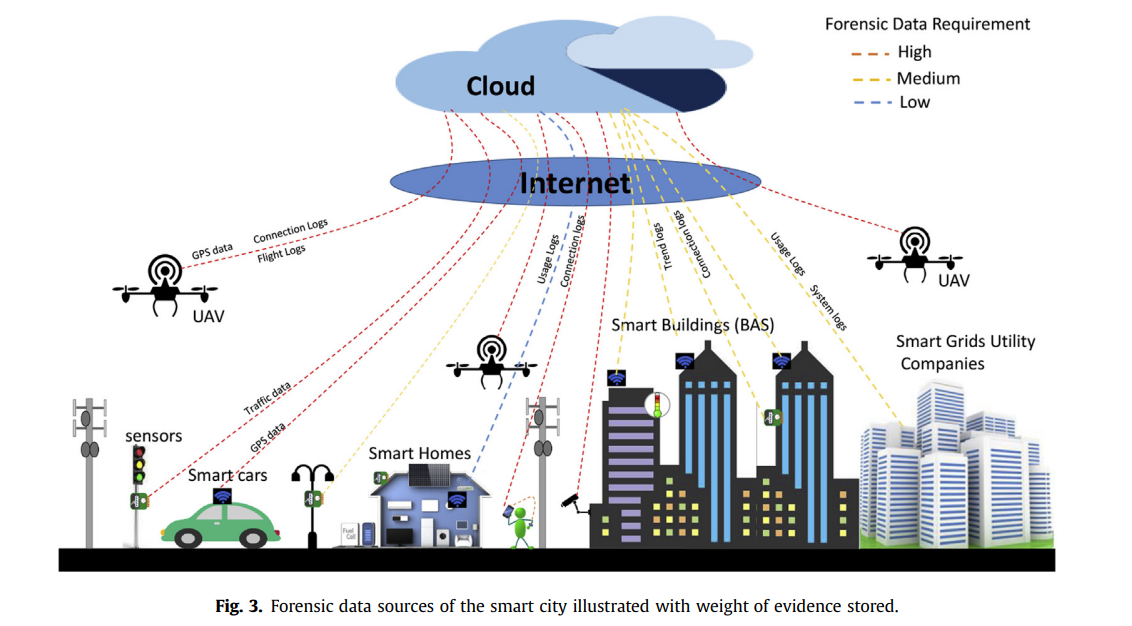 Forensic Data Requirement
High
Medium
Low
Cloud
Internet
GPS data
Connection Logs
Flight Logs
UAV
UAV
Usage Logs
Connection logs
Trend logs
Connection logs
Usage Logs
System logs
Traffic data
GPS data
sensors
Smart cars
Smart Homes
Smart Buildings (BAS)
Smart Grids Utility
Companies
Fuel
Cell
Fig. 3. Forensic data sources of the smart city illustrated with weight of evidence stored.